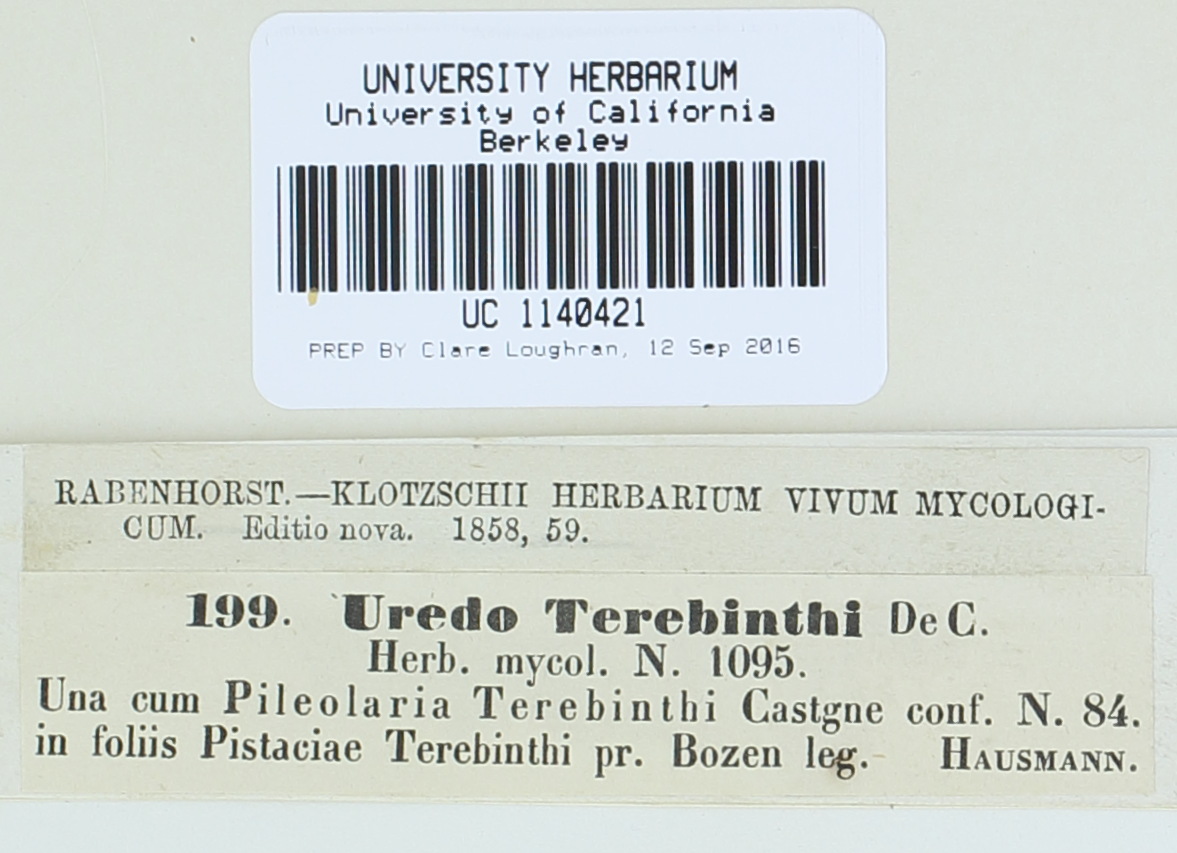 UNIVERSITY HERBARIUM
University of California
Berkeley
UC 1140421
PREP BY Clare Loughran, 12 Sep 2016
RABENHORST.—KLOTZSCHII HERBARIUM VIVUM MYCOLOGI-
CUM. Editio nova. 1858, 59.
199. Uredo Terebinthi De C.
Herb. mycol. N. 1095.
Una cum Pileolaria Terebinthi Castgne conf. N. 84.
in foliis Pistaciae Terebinthi pr. Bozen leg. HAUSMANN.